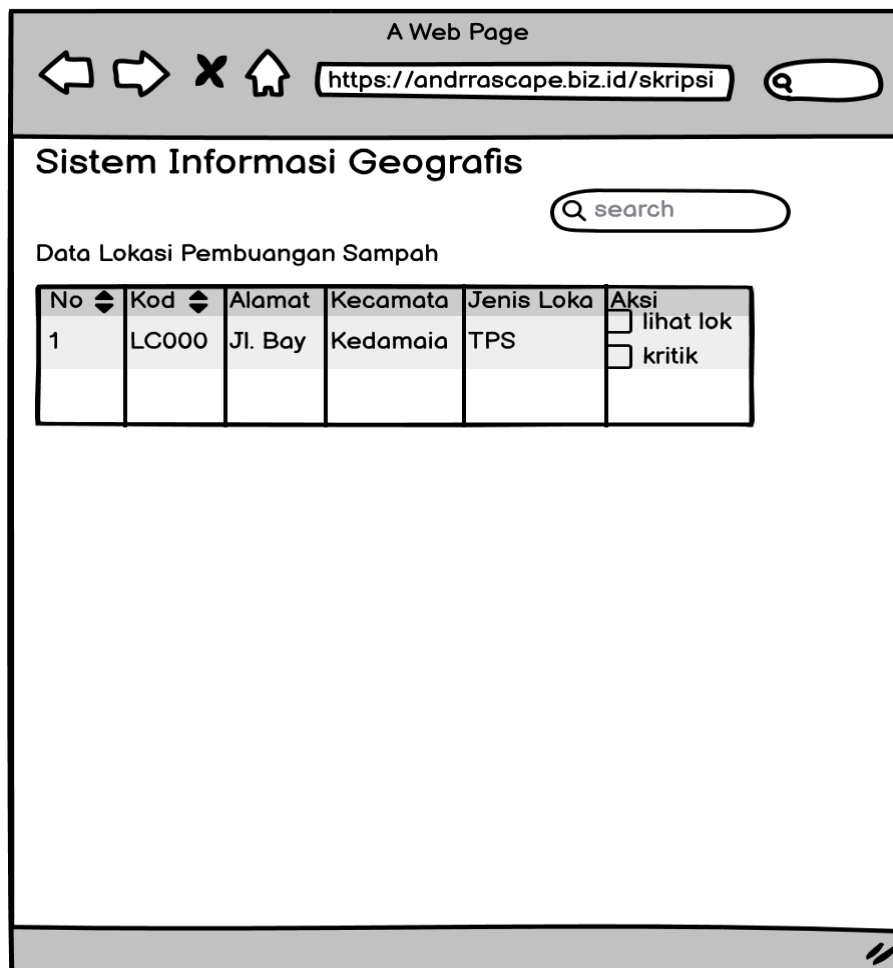 A Web Page
https://andrrascape.biz.id/skripsi
Sistem Informasi Geografis
search
Data Lokasi Pembuangan Sampah
No Kod Alamat Kecamata Jenis Loka Aksi
1 LC000 Jl. Bay Kedamaia TPS lihat lok
kritik